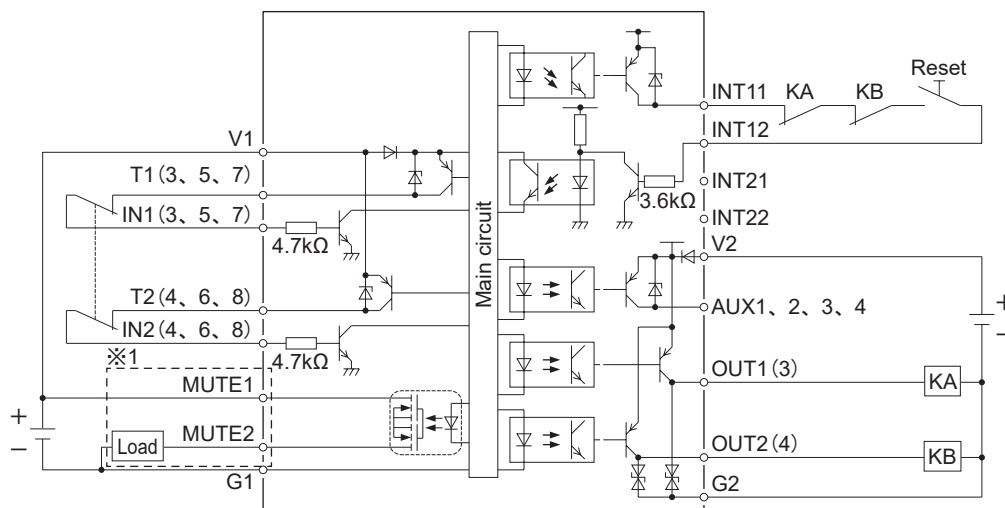 V1
T1(3、5、7)
IN1(3、5、7)
4.7kΩ
T2(4、6、8)
IN2(4、6、8)
4.7kΩ
※1
MUTE1
MUTE2
Load
G1
+
−
Main circuit
INT11
KA
KB
Reset
INT12
INT21
3.6kΩ
INT22
V2
AUX1、2、3、4
OUT1(3)
KA
OUT2(4)
KB
G2
+
−